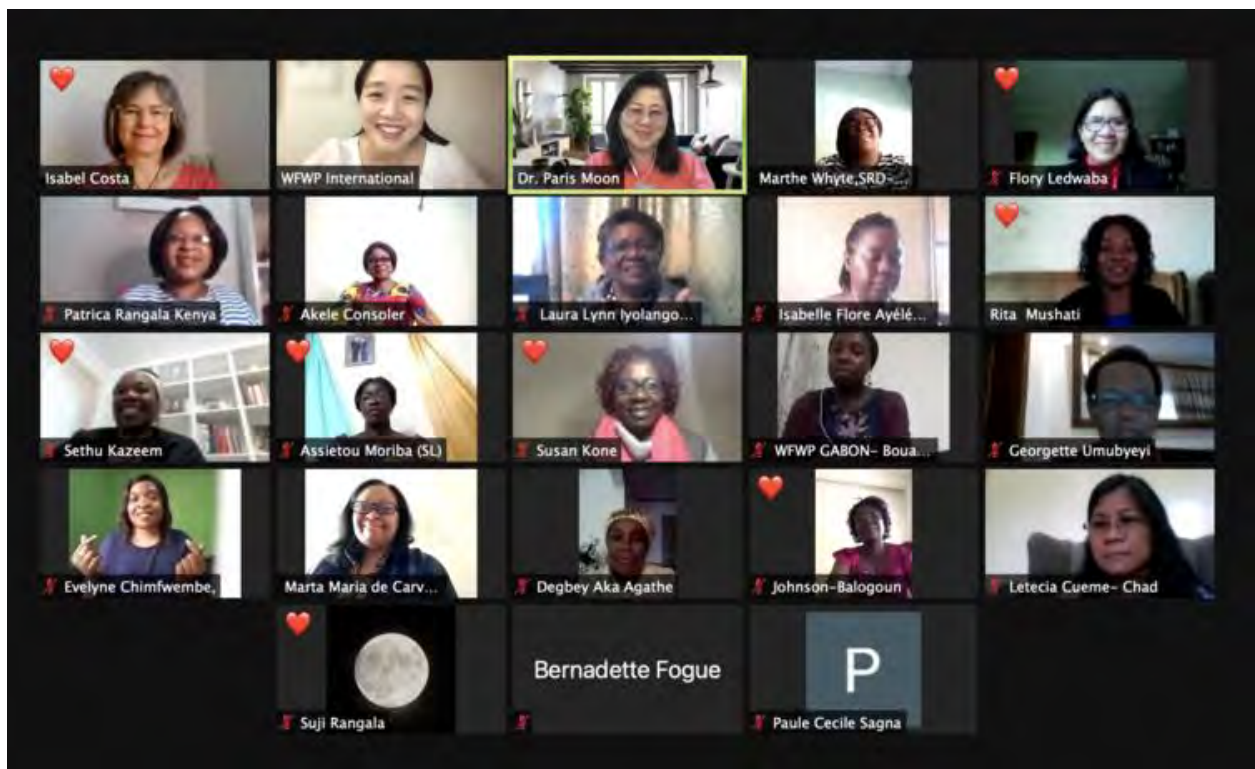 Isabel Costa
WFWP International
Dr. Paris Moon
Marthe Whyte,SRD-...
Flory Ledwaba
Patrica Rangala Kenya
Akele Consoler
Laura Lynn Iyolango...
Isabelle Flore Ayélé...
Rita Mushati
Sethu Kazeem
Assietou Moriba (SL)
Susan Kone
WFWP GABON- Boua...
Georgette Umubyeyi
Evelyne Chimfwembe,
Marta Maria de Carv...
Degbey Aka Agathe
Johnson-Balogoun
Letecia Cueme- Chad
Suji Rangala
Bernadette Fogue
P
Paule Cecile Sagna